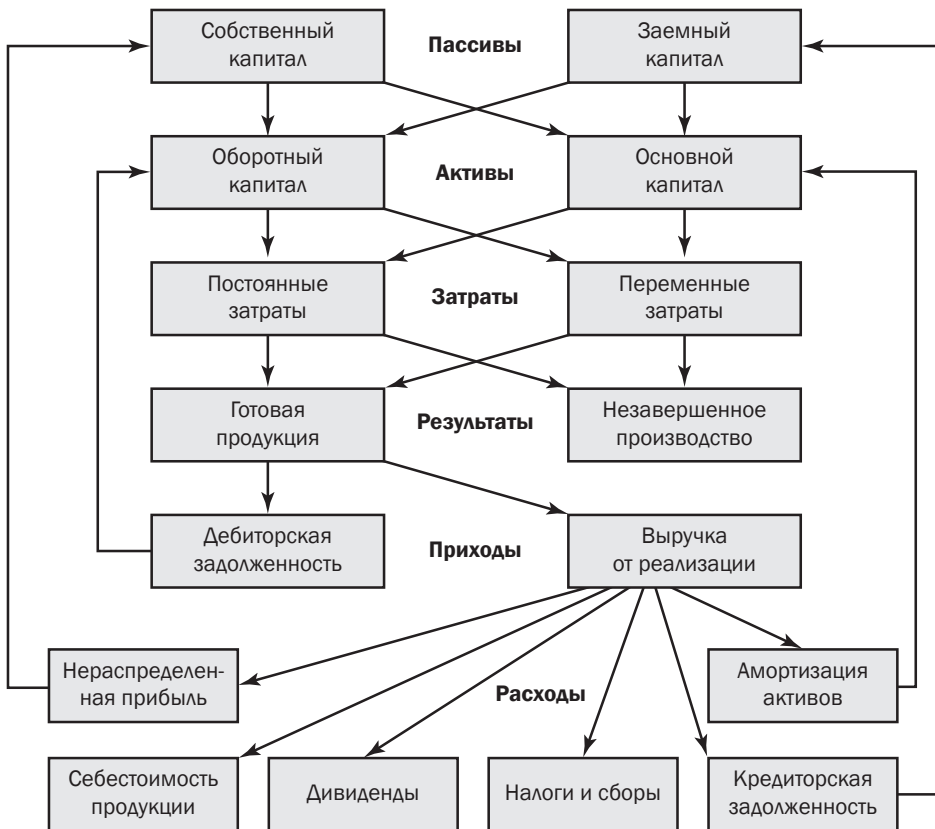 Собственный
капитал
Пассивы
Заемный
капитал
Оборотный
капитал
Активы
Основной
капитал
Постоянные
затраты
Затраты
Переменные
затраты
Готовая
продукция
Результаты
Незавершенное
производство
Дебиторская
задолженность
Приходы
Выручка
от реализации
Нераспределен-
ная прибыль
Расходы
Амортизация
активов
Себестоимость
продукции
Дивиденды
Налоги и сборы
Кредиторская
задолженность